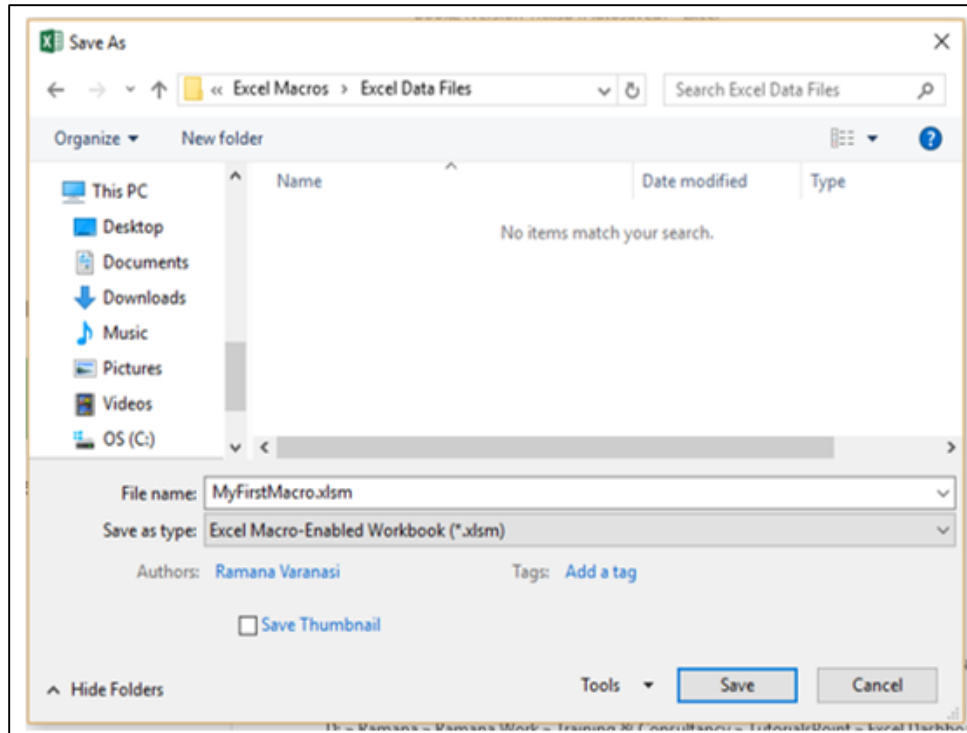 Save As
« Excel Macros › Excel Data Files
Search Excel Data Files
Organize
New folder
Name
Date modified
Type
No items match your search.
This PC
Desktop
Documents
Downloads
Music
Pictures
Videos
OS (C:)
File name: MyFirstMacro.xlsm
Save as type: Excel Macro-Enabled Workbook (*.xlsm)
Authors: Ramana Varanasi
Tags: Add a tag
Save Thumbnail
Hide Folders
Tools
Save
Cancel